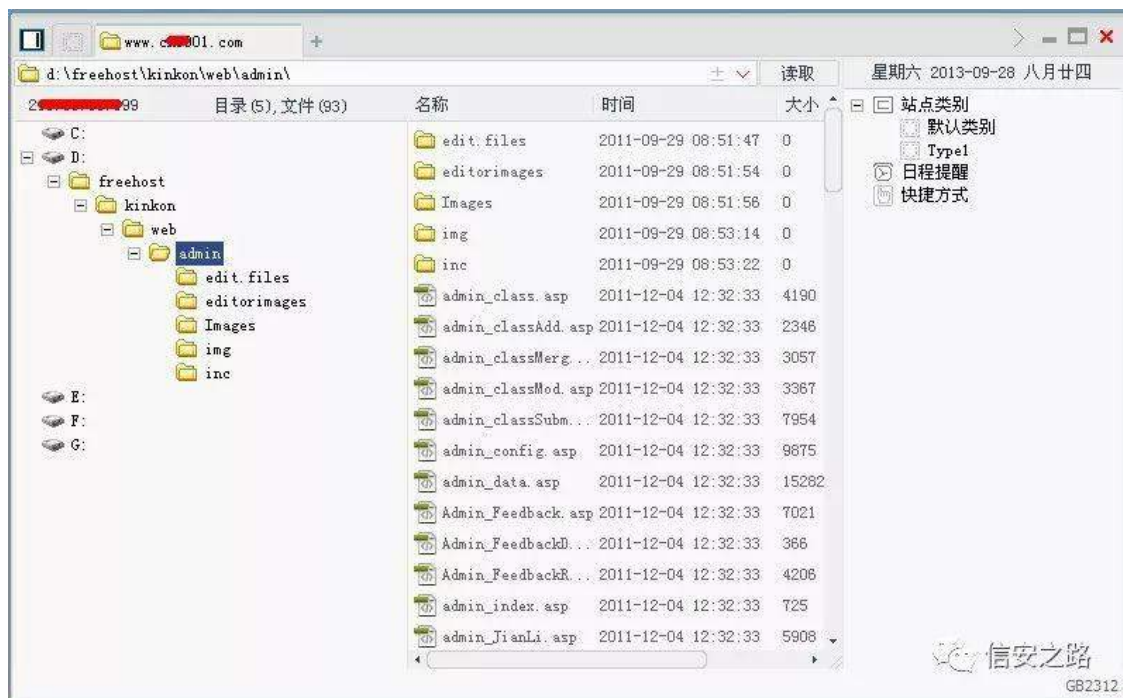 www.c 01.com
+
d:\freehost\kinkon\web\admin\
读取
星期六 2013-09-28 八月廿四
99
目录(5),文件(93)
C:
D:
freehost
kinkon
web
admin
edit.files
editorimages
Images
img
inc
E:
F:
G:
名称 时间 大小
edit.files 2011-09-29 08:51:47 0
editorimages 2011-09-29 08:51:54 0
Images 2011-09-29 08:51:56 0
img 2011-09-29 08:53:14 0
inc 2011-09-29 08:53:22 0
admin_class.asp 2011-12-04 12:32:33 4190
admin_classAdd.asp 2011-12-04 12:32:33 2346
admin_classMerg... 2011-12-04 12:32:33 3057
admin_classMod.asp 2011-12-04 12:32:33 3367
admin_classSubm... 2011-12-04 12:32:33 7954
admin_config.asp 2011-12-04 12:32:33 9875
admin_data.asp 2011-12-04 12:32:33 15282
Admin_Feedback.asp 2011-12-04 12:32:33 7021
Admin_FeedbackD... 2011-12-04 12:32:33 366
Admin_FeedbackR... 2011-12-04 12:32:33 4206
admin_index.asp 2011-12-04 12:32:33 725
admin_JianLi.asp 2011-12-04 12:32:33 5908
站点类别
默认类别
Type1
日程提醒
快捷方式
信安之路
GB2312